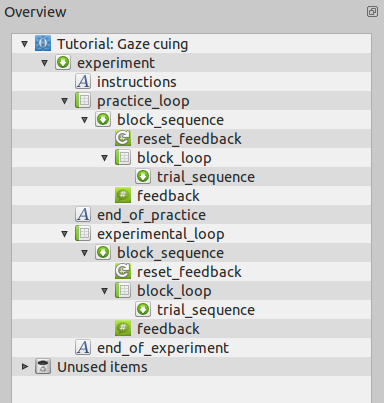 Overview
Tutorial: Gaze cuing
experiment
instructions
practice_loop
block_sequence
reset_feedback
block_loop
trial_sequence
feedback
end_of_practice
experimental_loop
block_sequence
reset_feedback
block_loop
trial_sequence
feedback
end_of_experiment
Unused items